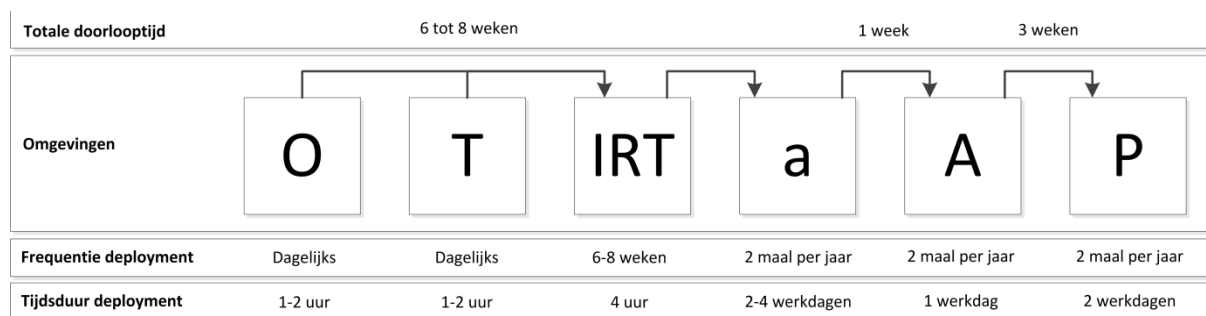 Totale doorlooptijd 6 tot 8 weken 1 week 3 weken
Omgevingen O T IRT a A P
Frequentie deployment Dagelijks Dagelijks 6-8 weken 2 maal per jaar 2 maal per jaar 2 maal per jaar
Tijdsduur deployment 1-2 uur 1-2 uur 4 uur 2-4 werkdagen 1 werkdag 2 werkdagen